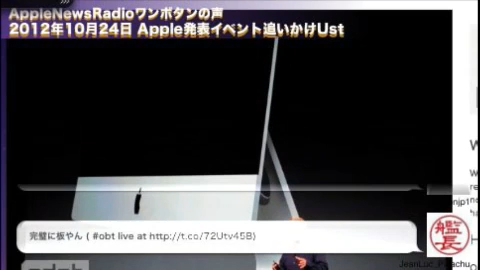 AppleNewsRadioワンボタンの声
2012年10月24日 Apple発表イベント追いかけUst
W
W
re
njp1
完璧に板やん ( #obt live at http://t.cc/72Utv45B)
艦長
H